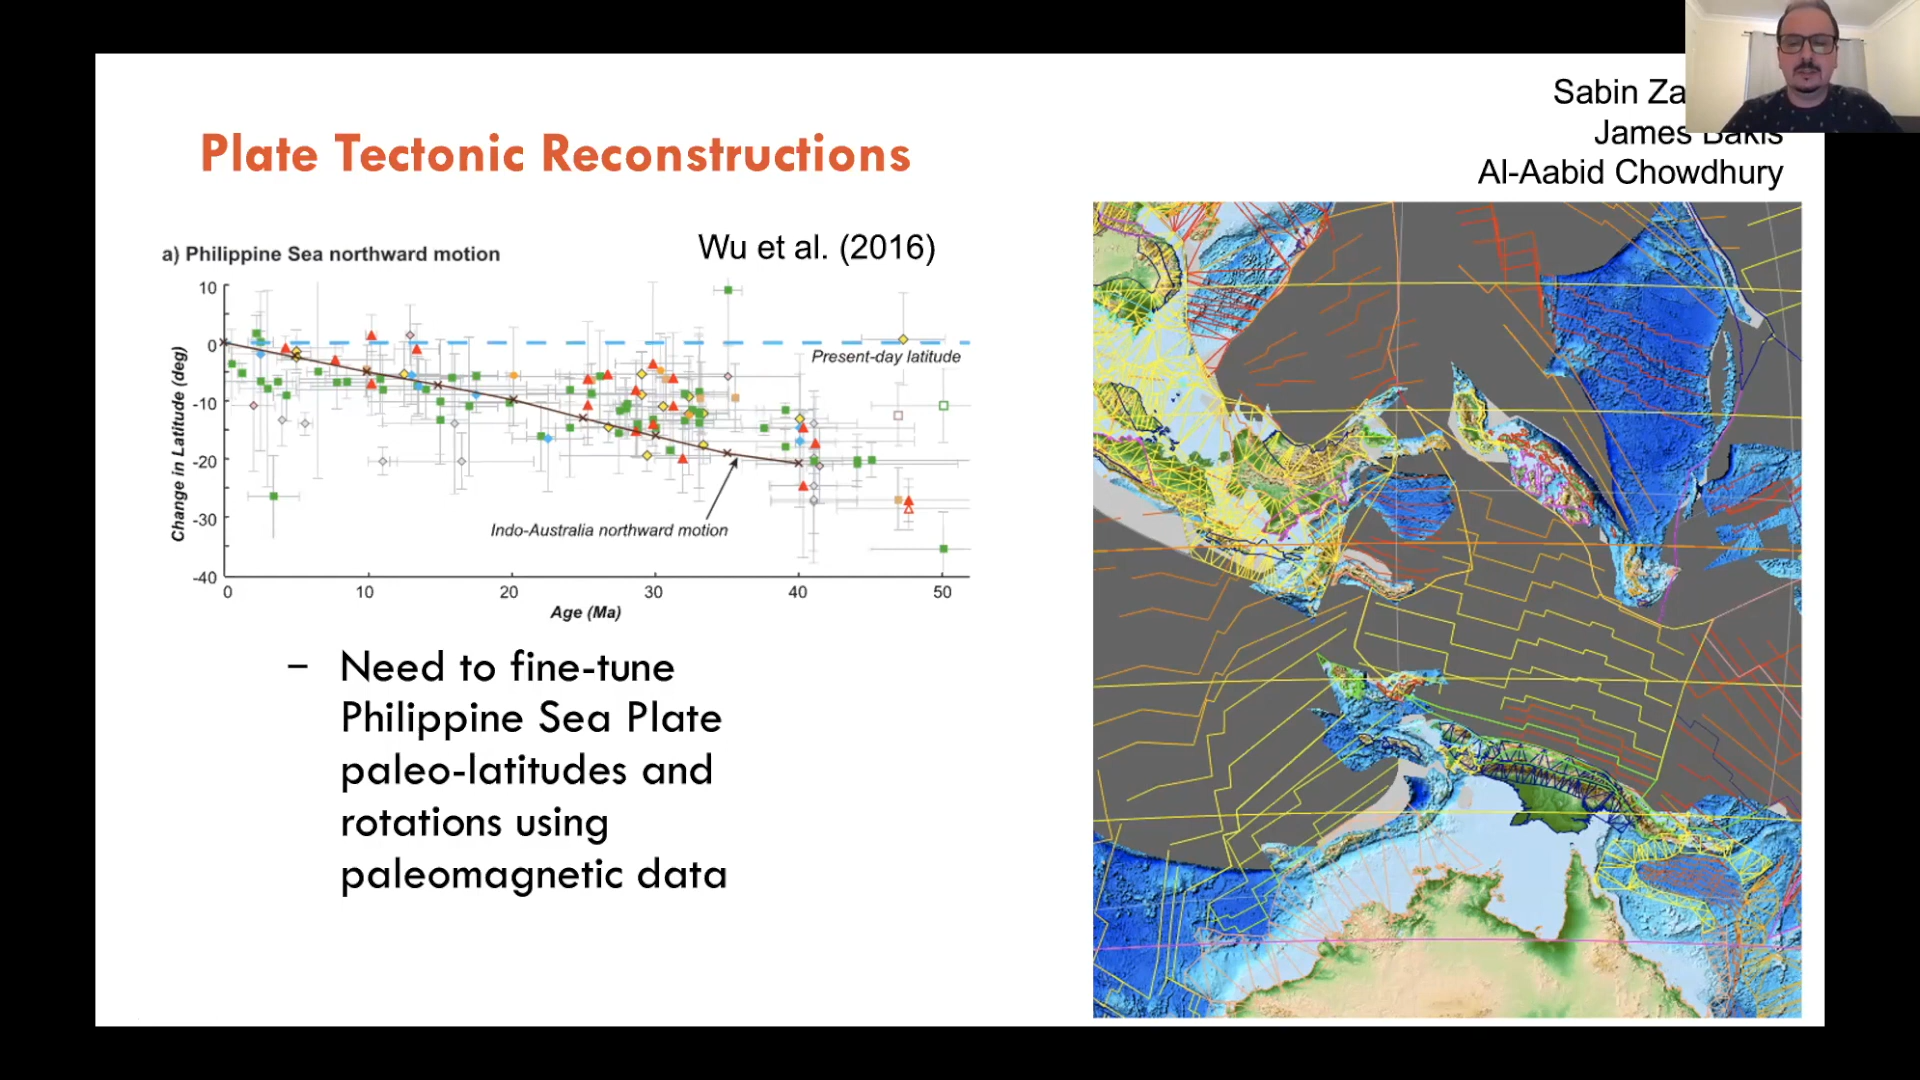 Sabin
James Bakis
Al-Aabid Chowdhury
Plate Tectonic Reconstructions
Wu et al. (2016)
a) Philippine Sea northward motion
Change in Latitude (deg)
10
0
-10
-20
-30
-40
Present-day latitude
Indo-Australia northward motion
0 10 20 30 40 50
Age (Ma)
– Need to fine-tune
Philippine Sea Plate
paleo-latitudes and
rotations using
paleomagnetic data